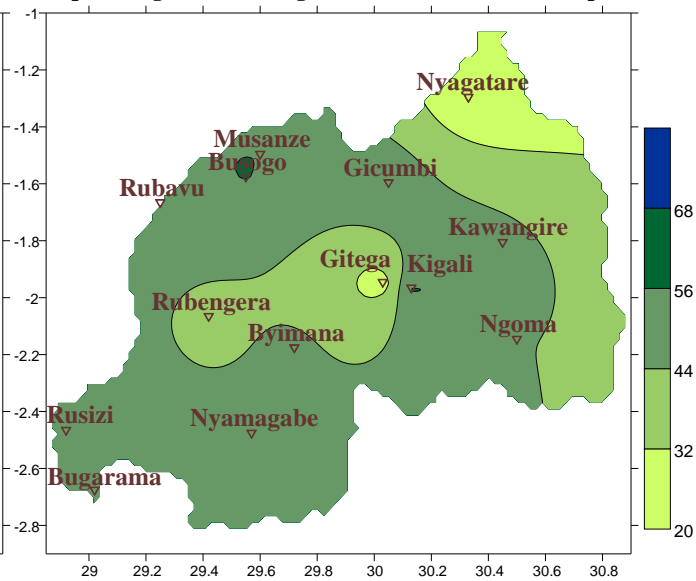 -1
-1.2
-1.4
-1.6
-1.8
-2
-2.2
-2.4
-2.6
-2.8
Nyagatare
Musanze
Busogo
Gicumbi
Rubavu
Kawangire
Gitega
Kigali
Rubengera
Ngoma
Byimana
Rusizi
Nyamagabe
Bugarama
68
56
44
32
20
29
29.2
29.4
29.6
29.8
30
30.2
30.4
30.6
30.8